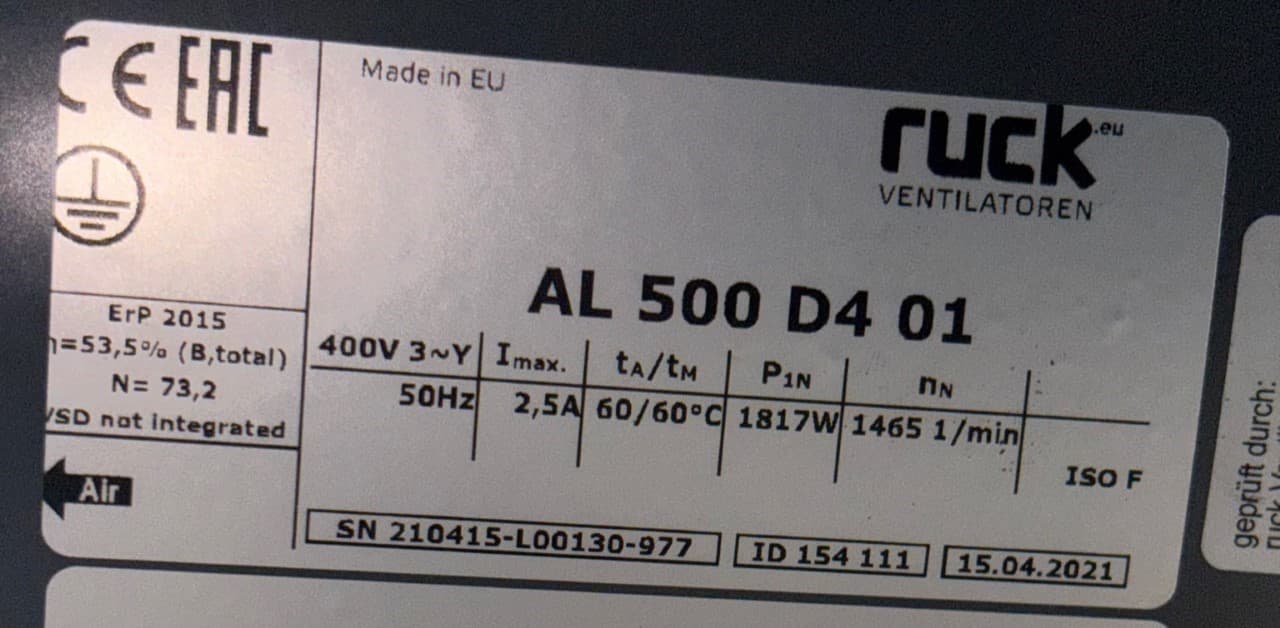 CE EAC
Made in EU
ruck.eu
VENTILATOREN
AL 500 D4 01
ErP 2015
η=53,5% (B,total)
N= 73,2
VSD not integrated
Air
400V 3~Y Imax. tA/tM P1N nN
50Hz 2,5A 60/60°C 1817W 1465 1/min
ISO F
SN 210415-L00130-977 ID 154 111 15.04.2021
geprüft durch: